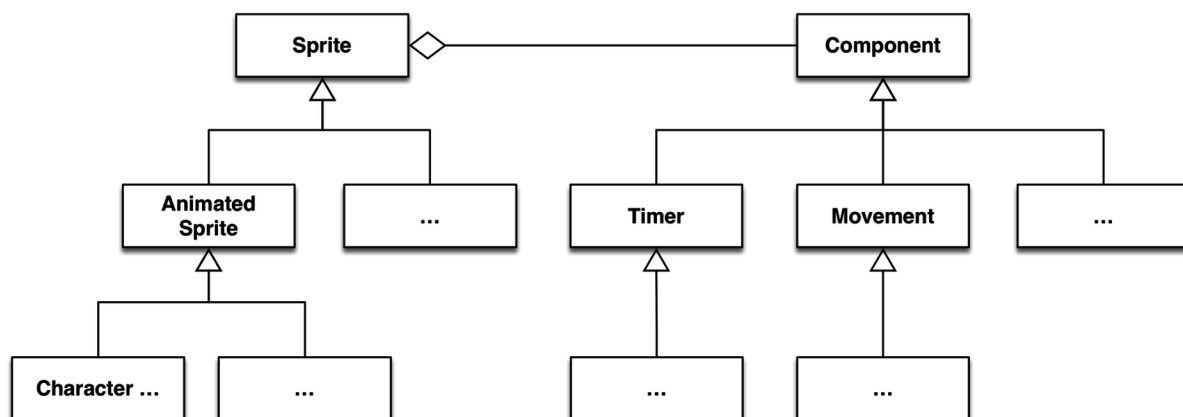 Sprite
Component
Animated
Sprite
...
Timer
Movement
...
Character ...
...
...
...